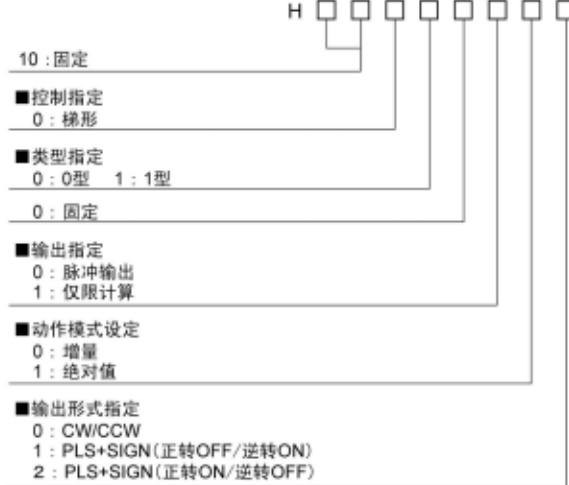 H □ □ □ □ □ □ □ □
10 : 固定
■控制指定
0 : 梯形
■类型指定
0 : 0型 1 : 1型
0 : 固定
■输出指定
0 : 脉冲输出
1 : 仅限计算
■动作模式设定
0 : 增量
1 : 绝对值
■输出形式指定
0 : CW/CCW
1 : PLS+SIGN(正转OFF/逆转ON)
2 : PLS+SIGN(正转ON/逆转OFF)